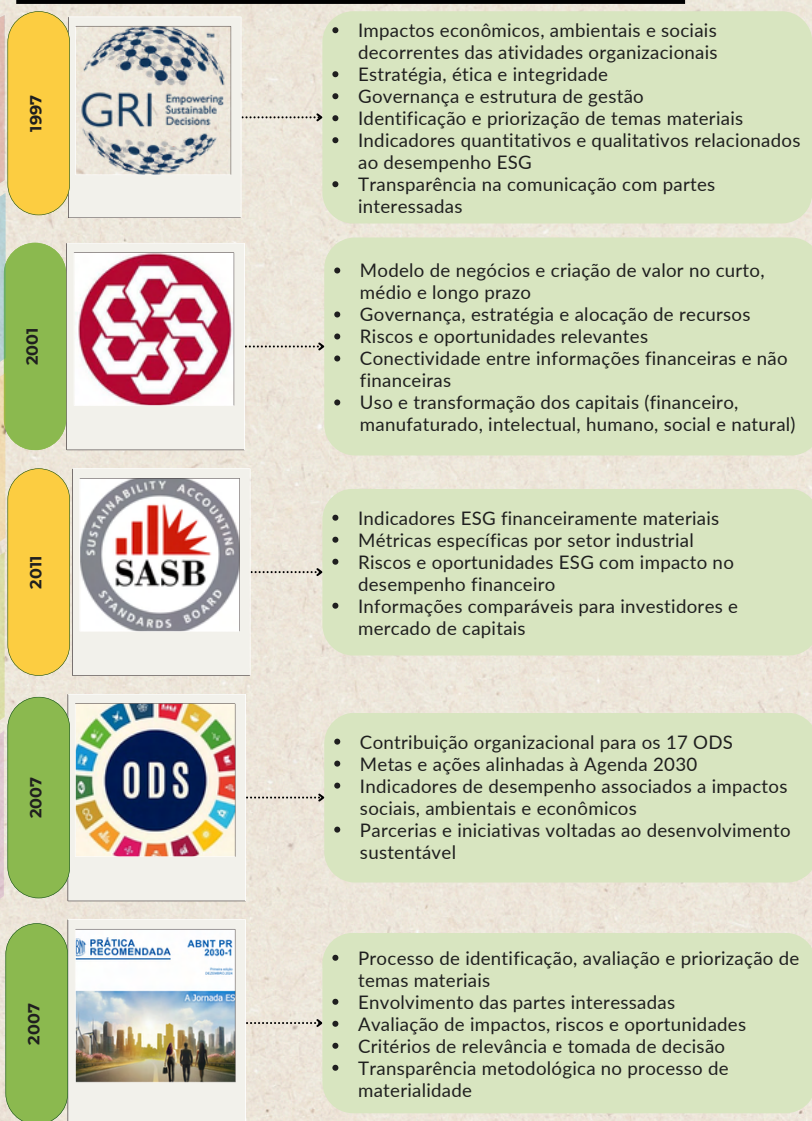 1997
GRI
TM
Empowering
Sustainable
Decisions
• Impactos econômicos, ambientais e sociais
decorrentes das atividades organizacionais
• Estratégia, ética e integridade
• Governança e estrutura de gestão
• Identificação e priorização de temas materiais
• Indicadores quantitativos e qualitativos relacionados
ao desempenho ESG
• Transparência na comunicação com partes
interessadas
2001
• Modelo de negócios e criação de valor no curto,
médio e longo prazo
• Governança, estratégia e alocação de recursos
• Riscos e oportunidades relevantes
• Conectividade entre informações financeiras e não
financeiras
• Uso e transformação dos capitais (financeiro,
manufaturado, intelectual, humano, social e natural)
2011
SUSTAINABILITY ACCOUNTING
SASB
STANDARDS BOARD
• Indicadores ESG financeiramente materiais
• Métricas específicas por setor industrial
• Riscos e oportunidades ESG com impacto no
desempenho financeiro
• Informações comparáveis para investidores e
mercado de capitais
2007
ODS
• Contribuição organizacional para os 17 ODS
• Metas e ações alinhadas à Agenda 2030
• Indicadores de desempenho associados a impactos
sociais, ambientais e econômicos
• Parcerias e iniciativas voltadas ao desenvolvimento
sustentável
2007
PRÁTICA
RECOMENDADA
ABNT PR
2030-1
A Jornada ES
• Processo de identificação, avaliação e priorização de
temas materiais
• Envolvimento das partes interessadas
• Avaliação de impactos, riscos e oportunidades
• Critérios de relevância e tomada de decisão
• Transparência metodológica no processo de
materialidade